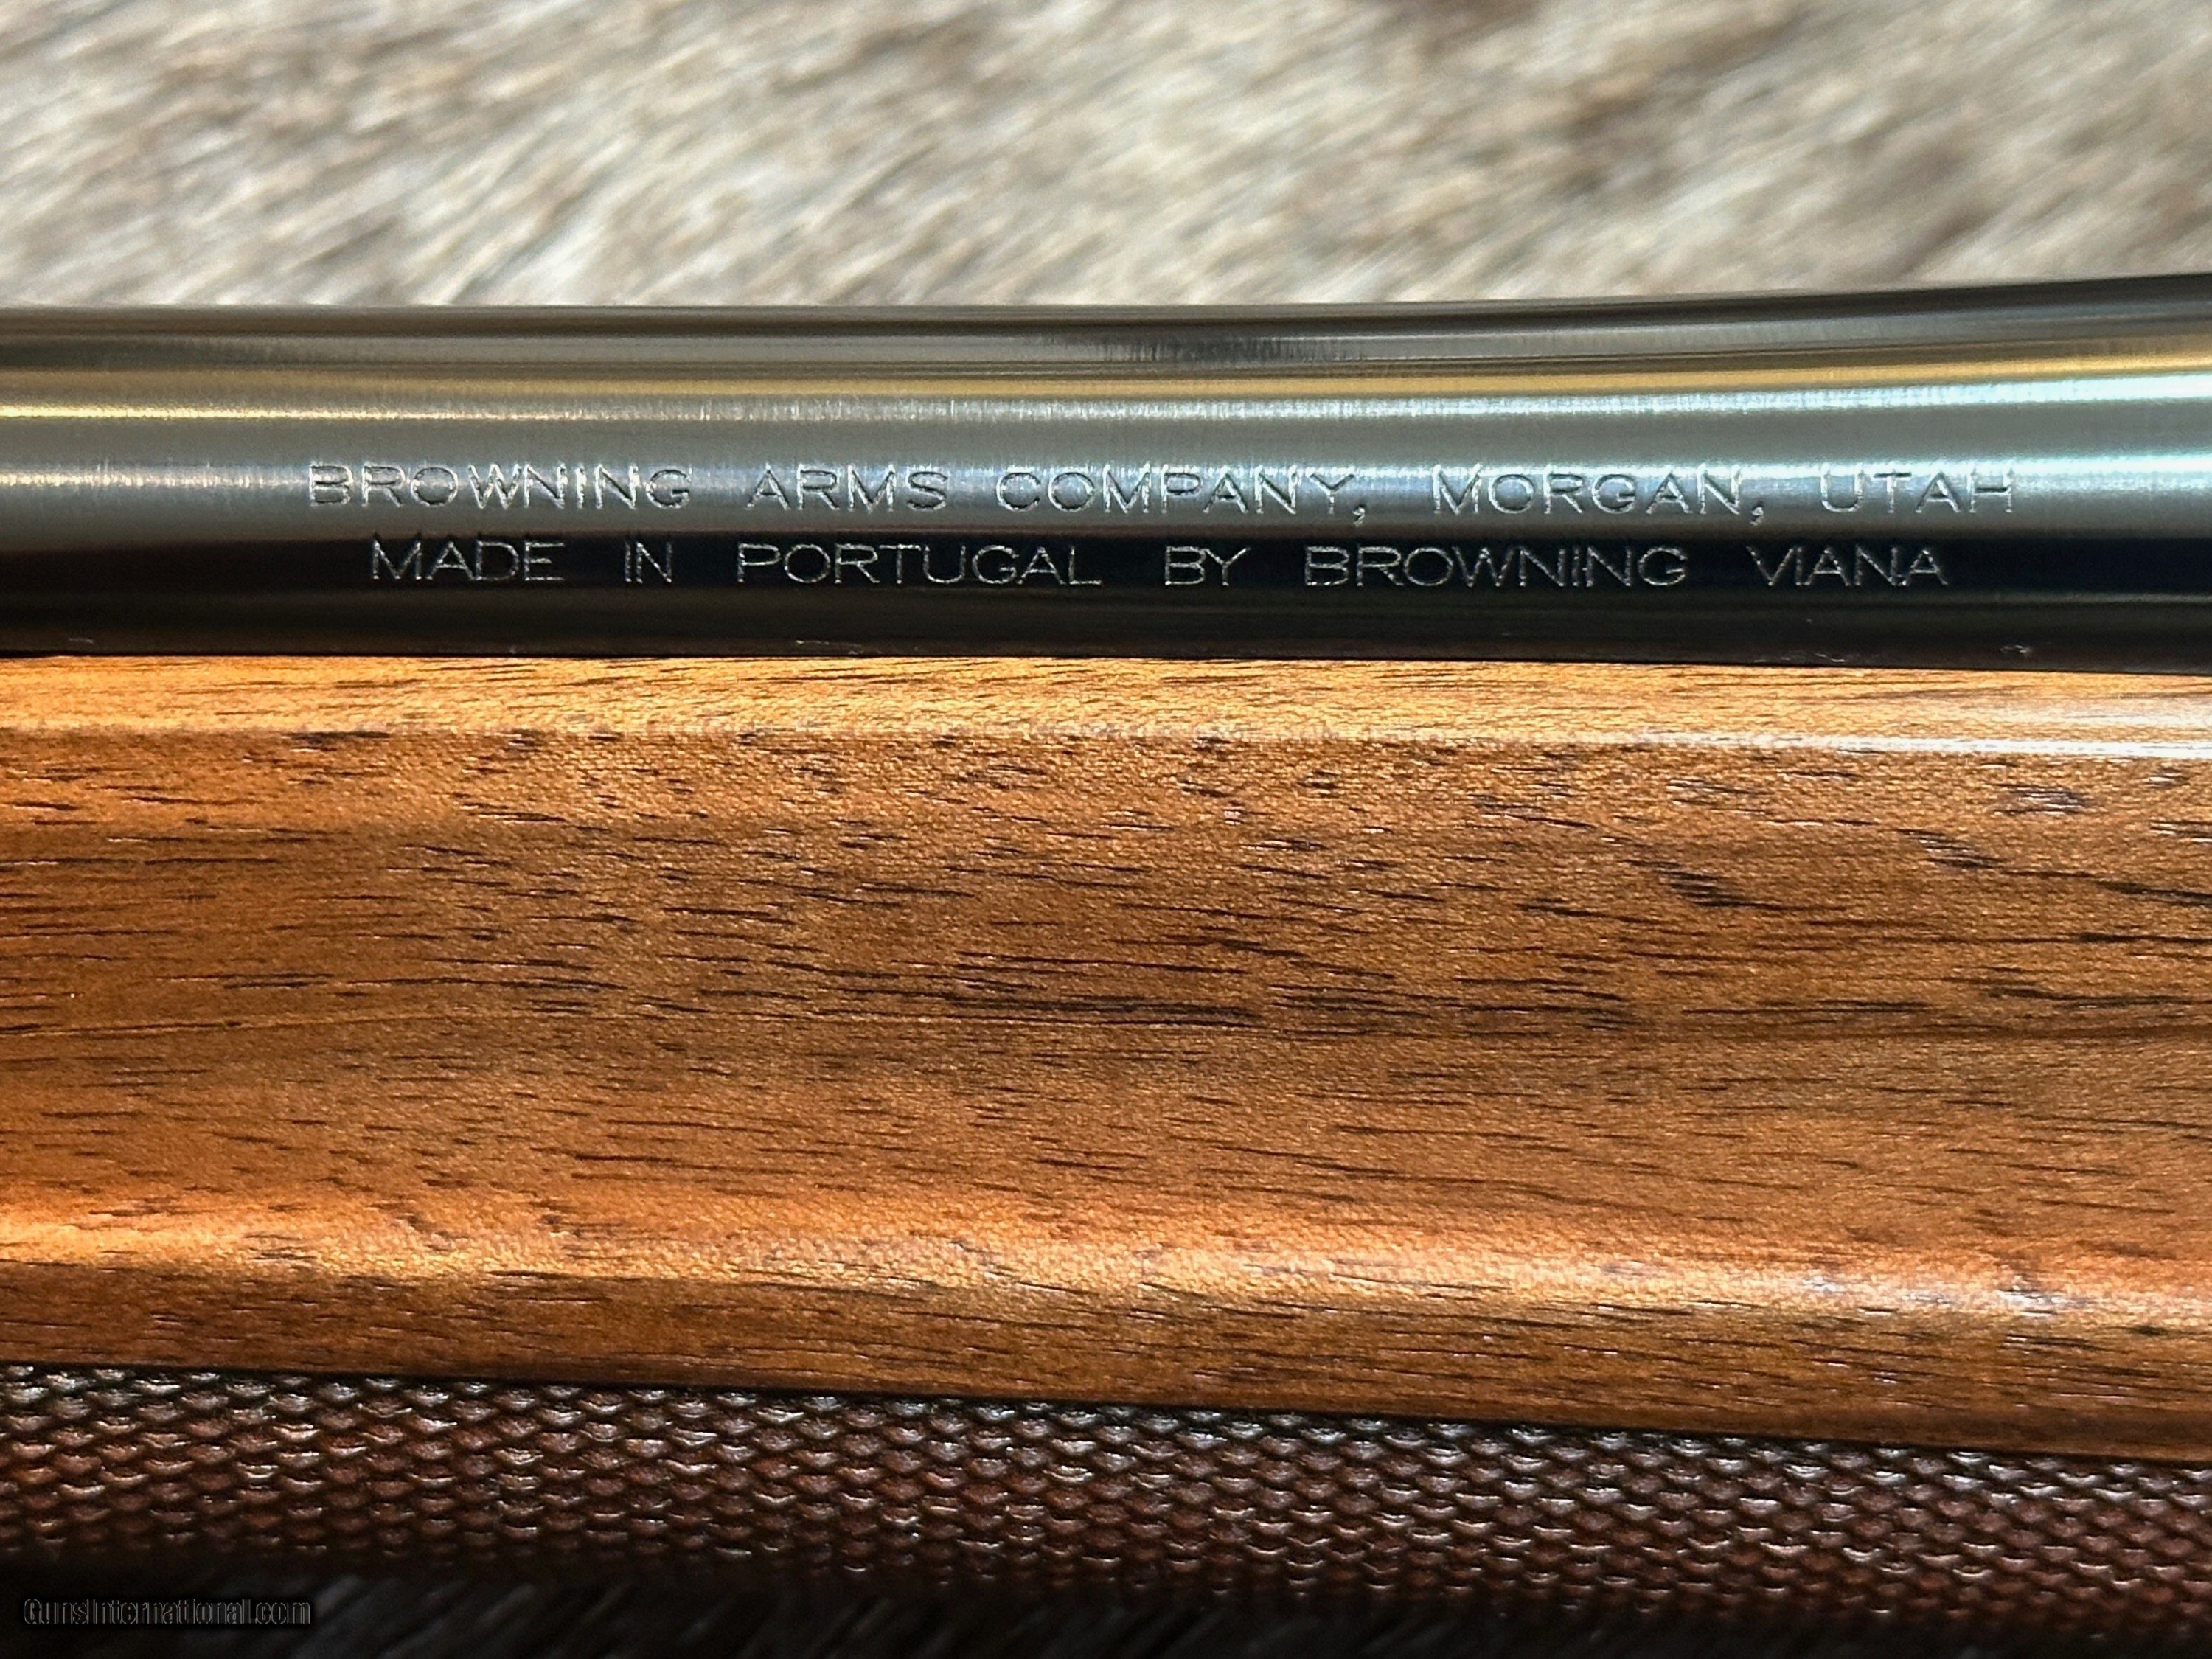 BROWNING ARMS COMPANY, MORGAN, UTAH
MADE IN PORTUGAL BY BROWNING VIANA
GunsInternational.com